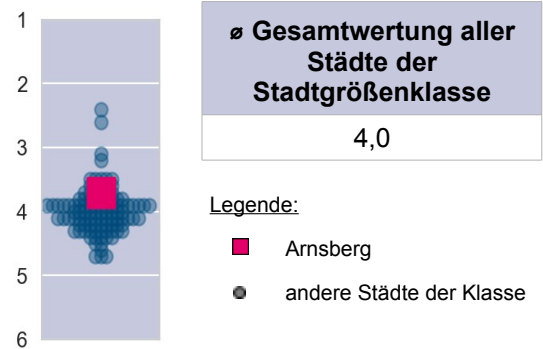 1
2
3
4
5
6
⌀ Gesamtwertung aller
Städte der
Stadtgrößenklasse
4,0
Legende:
Arnsberg
andere Städte der Klasse